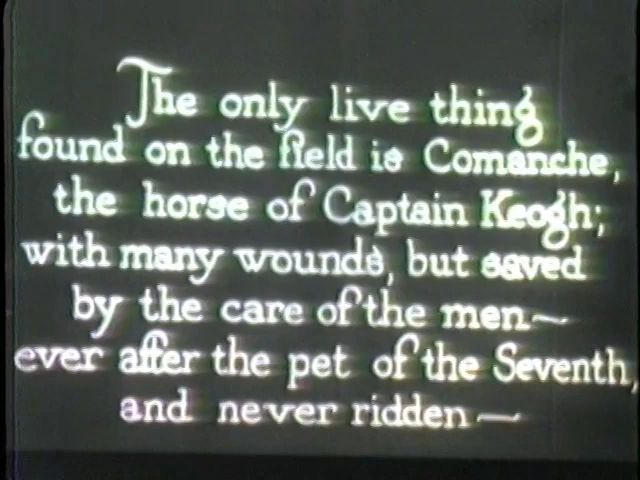 The only live thing
found on the field is Comanche,
the horse of Captain Keogh;
with many wounds, but saved
by the care of the men~
ever after the pet of the Seventh,
and never ridden—